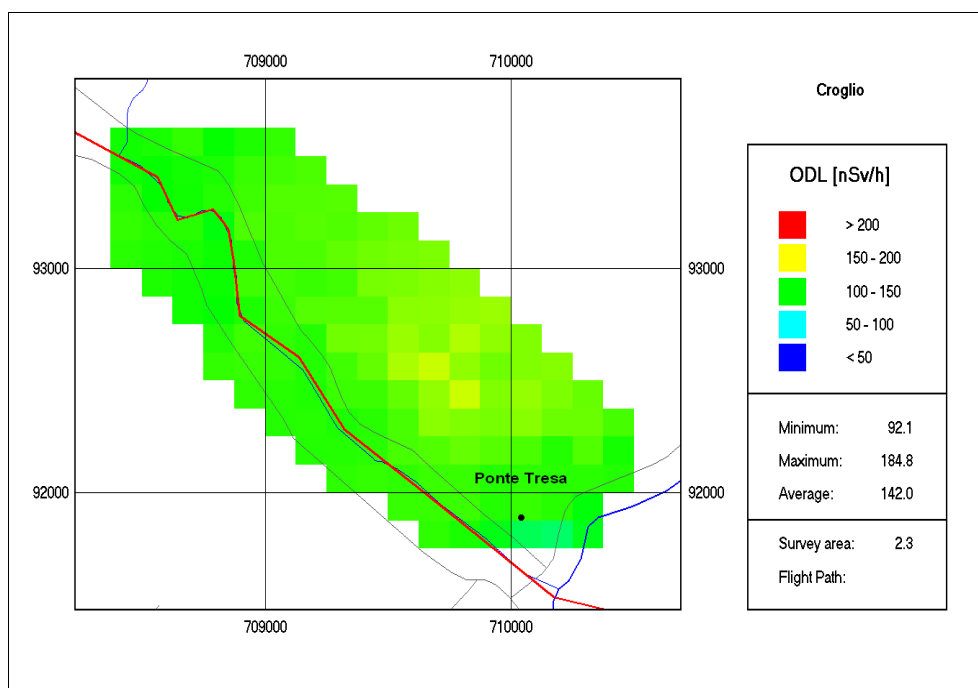 709000 710000
Croglio
ODL [nSv/h]
> 200
150 - 200
100 - 150
50 - 100
< 50
93000 93000
92000 92000
Ponte Tresa
Minimum: 92.1
Maximum: 184.8
Average: 142.0
Survey area: 2.3
Flight Path:
709000 710000